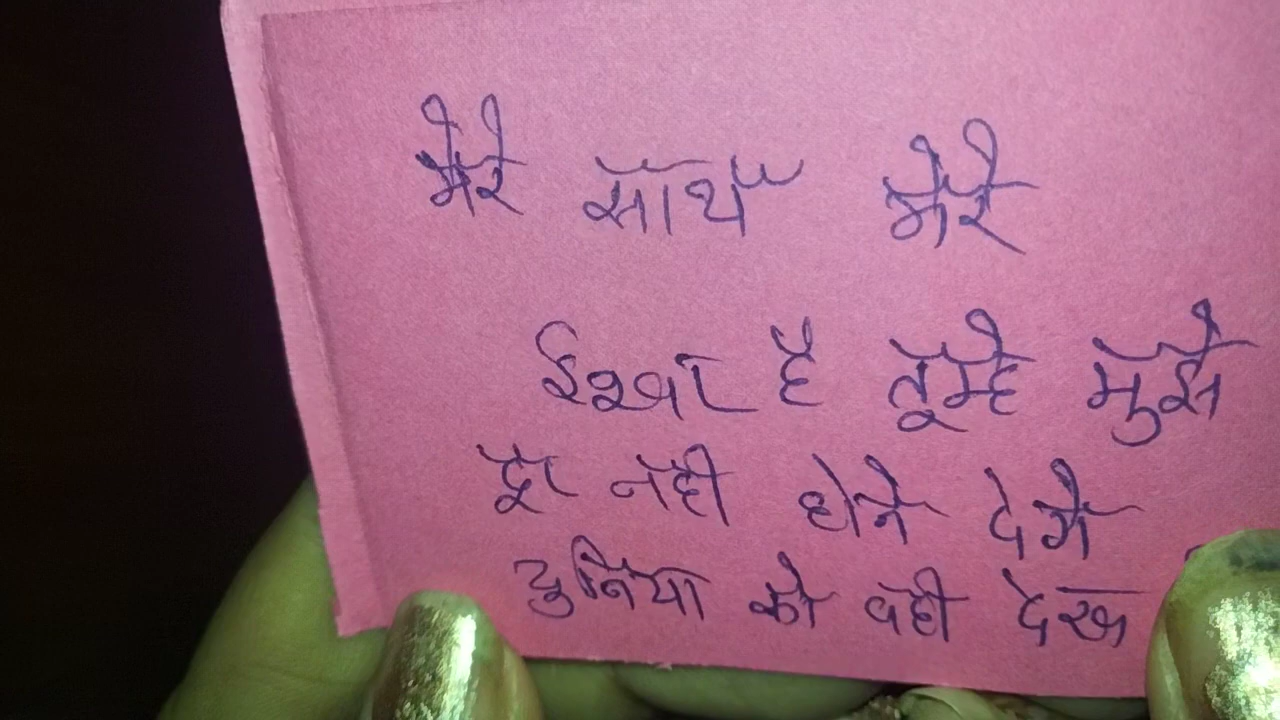 मेरे साथ मेरे
ईश्वर है तूम्हे मुझसे
दूर नही होने देगे
दुनिया को वही देख